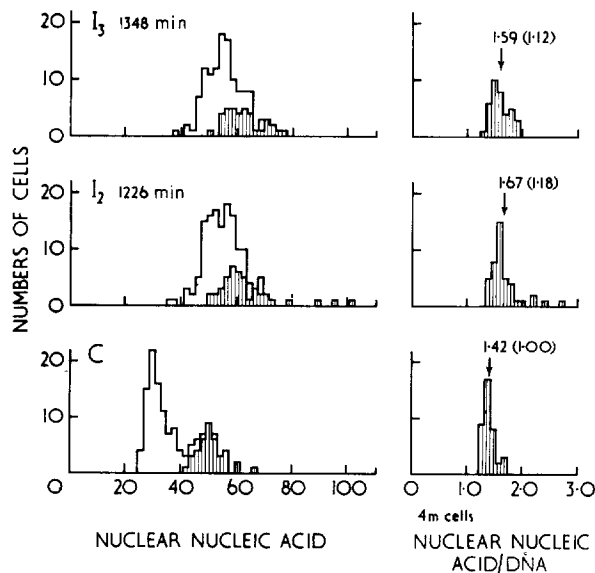 I3 1348 min
20
10
0
1·59 (1·12)
I2 1226 min
20
10
0
1·67 (1·18)
NUMBERS OF CELLS
C
20
10
0
1·42 (1·00)
0 20 40 60 80 100
0 1·0 2·0 3·0
4m cells
NUCLEAR NUCLEIC ACID
NUCLEAR NUCLEIC
ACID/DNA